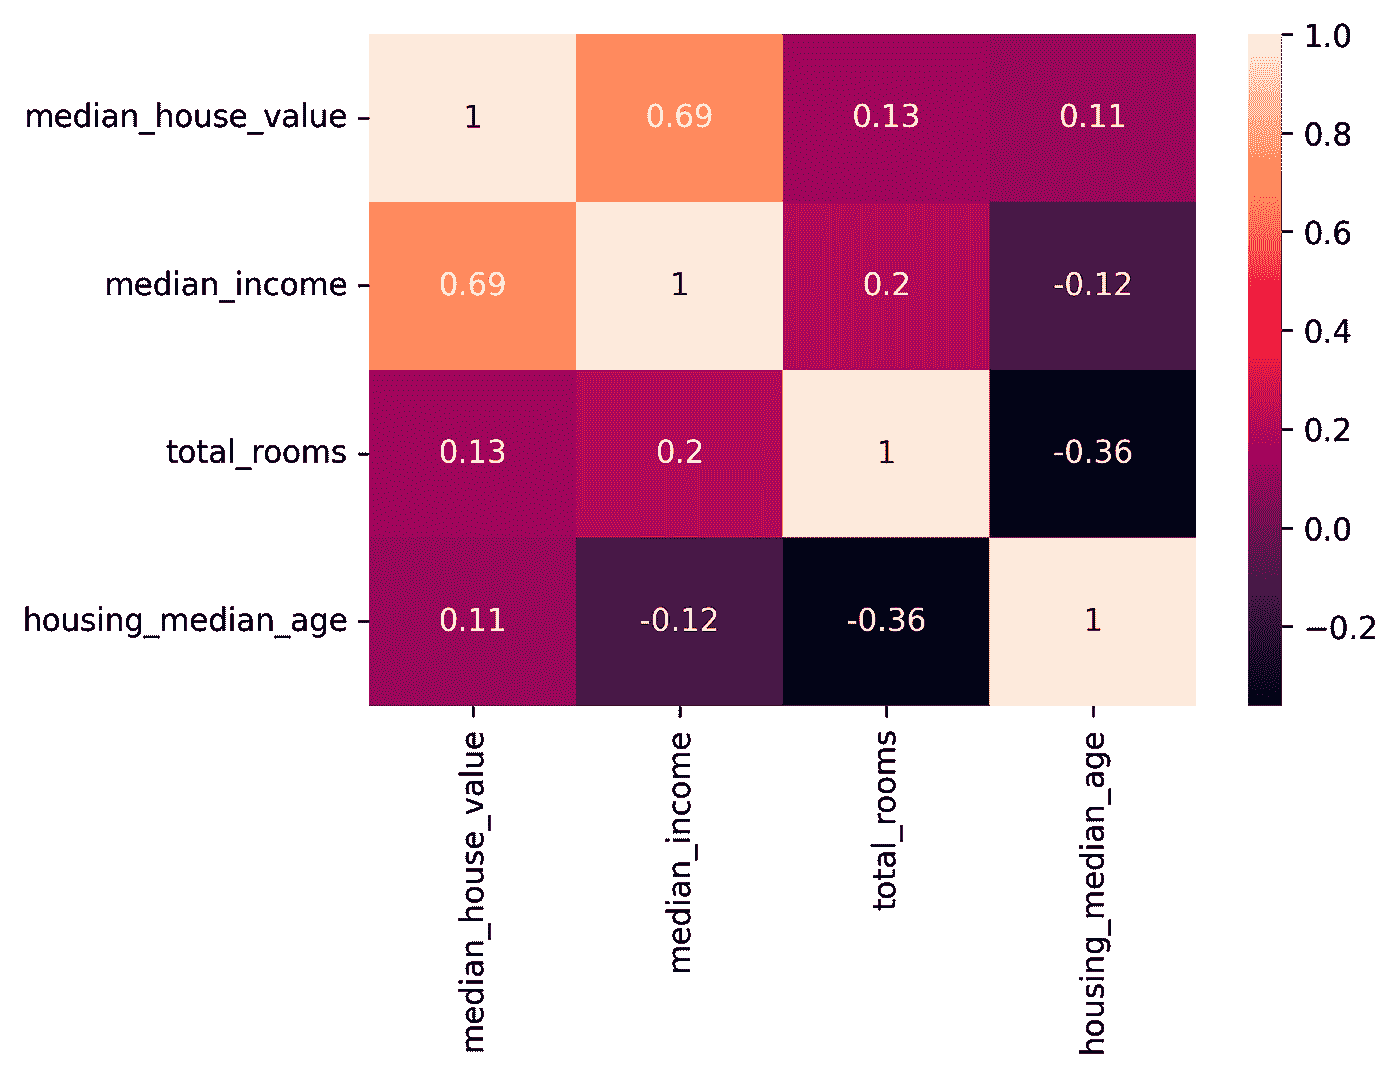 median_house_value 1 0.69 0.13 0.11
median_income 0.69 1 0.2 -0.12
total_rooms 0.13 0.2 1 -0.36
housing_median_age 0.11 -0.12 -0.36 1
median_house_value
median_income
total_rooms
housing_median_age
1.0
0.8
0.6
0.4
0.2
0.0
−0.2